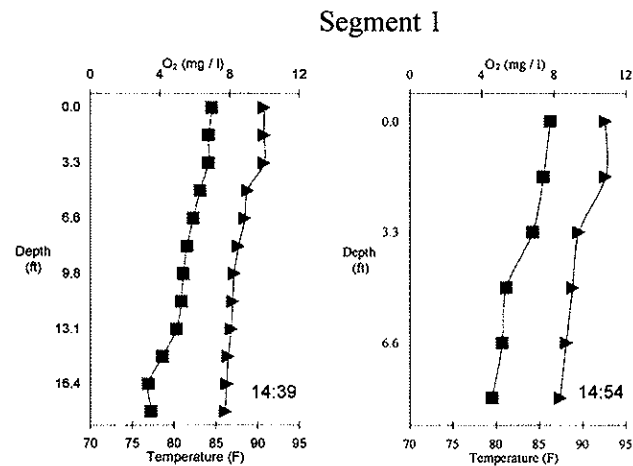 Segment 1
O₂ (mg / l)
0 4 8 12
0.0
3.3
6.6
9.8
13.1
16.4
Depth
(ft)
14:39
70 75 80 85 90 95
Temperature (F)
O₂ (mg / l)
0 4 8 12
0.0
3.3
6.6
Depth
(ft)
14:54
70 75 80 85 90 95
Temperature (F)